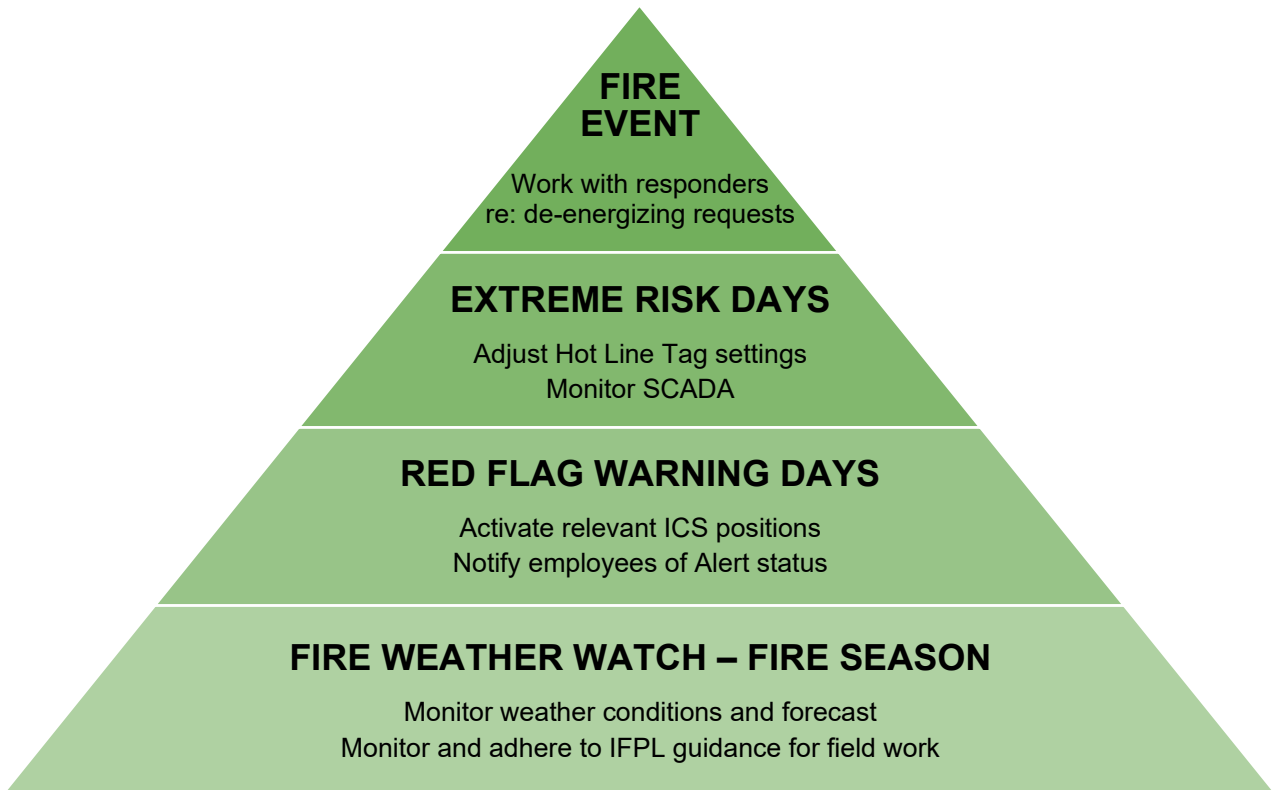 FIRE
EVENT
Work with responders
re: de-energizing requests
EXTREME RISK DAYS
Adjust Hot Line Tag settings
Monitor SCADA
RED FLAG WARNING DAYS
Activate relevant ICS positions
Notify employees of Alert status
FIRE WEATHER WATCH – FIRE SEASON
Monitor weather conditions and forecast
Monitor and adhere to IFPL guidance for field work